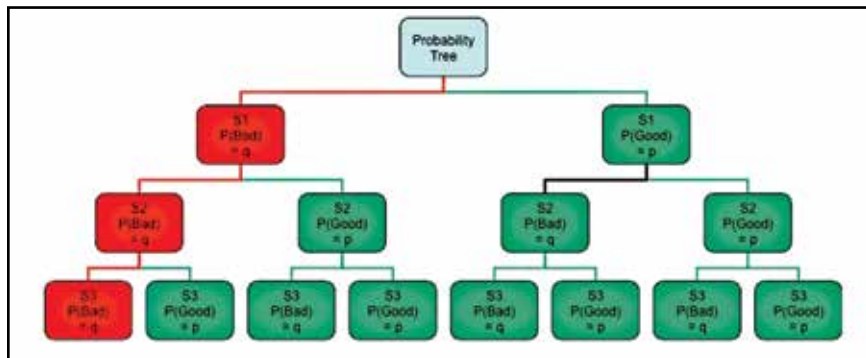 Probability
Tree
S1
P(Bad)
= q
S1
P(Good)
= p
S2
P(Bad)
= q
S2
P(Good)
= p
S2
P(Bad)
= q
S2
P(Good)
= p
S3
P(Bad)
= q
S3
P(Good)
= p
S3
P(Bad)
= q
S3
P(Good)
= p
S3
P(Bad)
= q
S3
P(Good)
= p
S3
P(Bad)
= q
S3
P(Good)
= p